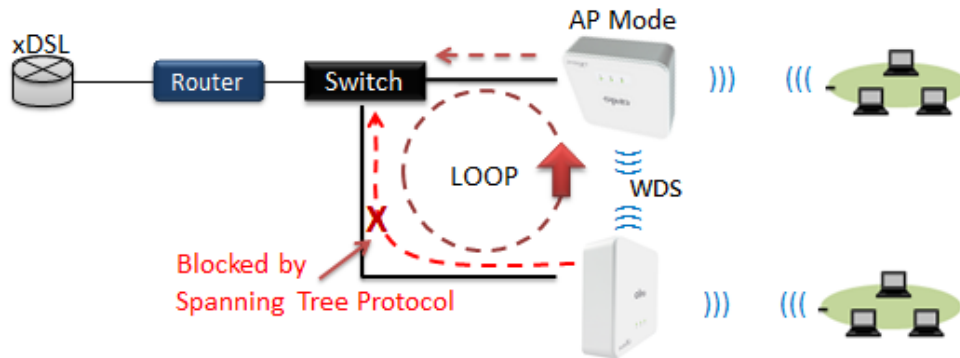 AP Mode
xDSL
Router
Switch
LOOP
WDS
X
Blocked by
Spanning Tree Protocol